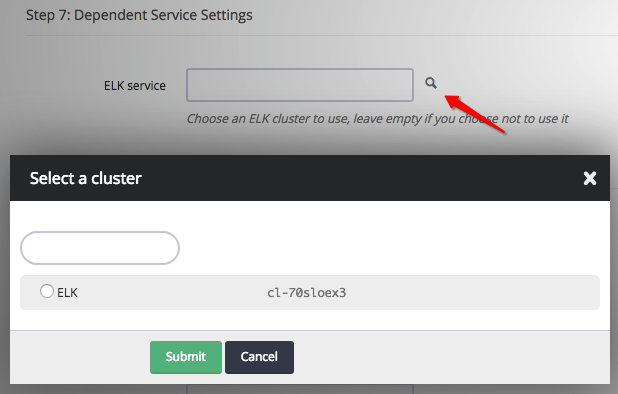 Step 7: Dependent Service Settings
ELK service
Choose an ELK cluster to use, leave empty if you choose not to use it
Select a cluster
ELK cl-70sloex3
Submit Cancel